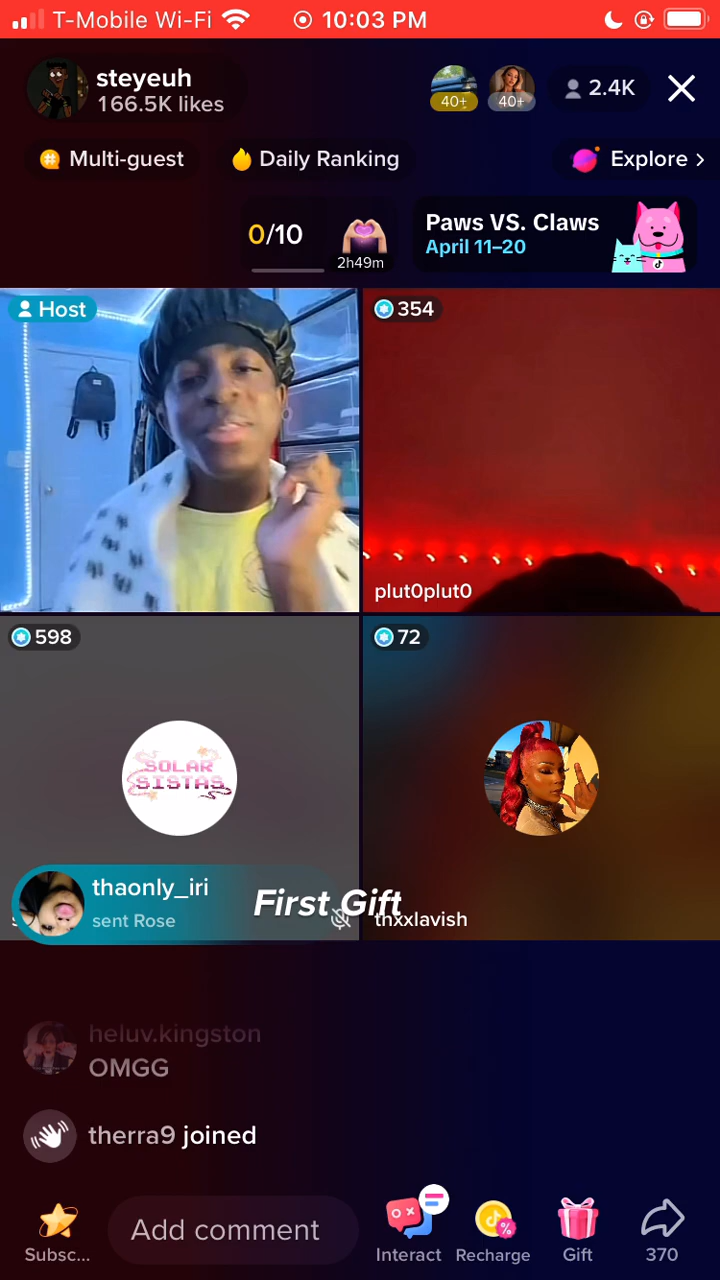 T-Mobile Wi-Fi 10:03 PM
steyeuh
166.5K likes
40+
40+
2.4K
Multi-guest
Daily Ranking
Explore >
0/10
2h49m
Paws VS. Claws
April 11–20
Host
354
plut0plut0
598
72
SOLAR
SISTAS
thaonly_iri
sent Rose
First Gift
thxxlavish
heluv.kingston
OMGG
therra9 joined
Subsc...
Add comment
Interact
Recharge
Gift
370